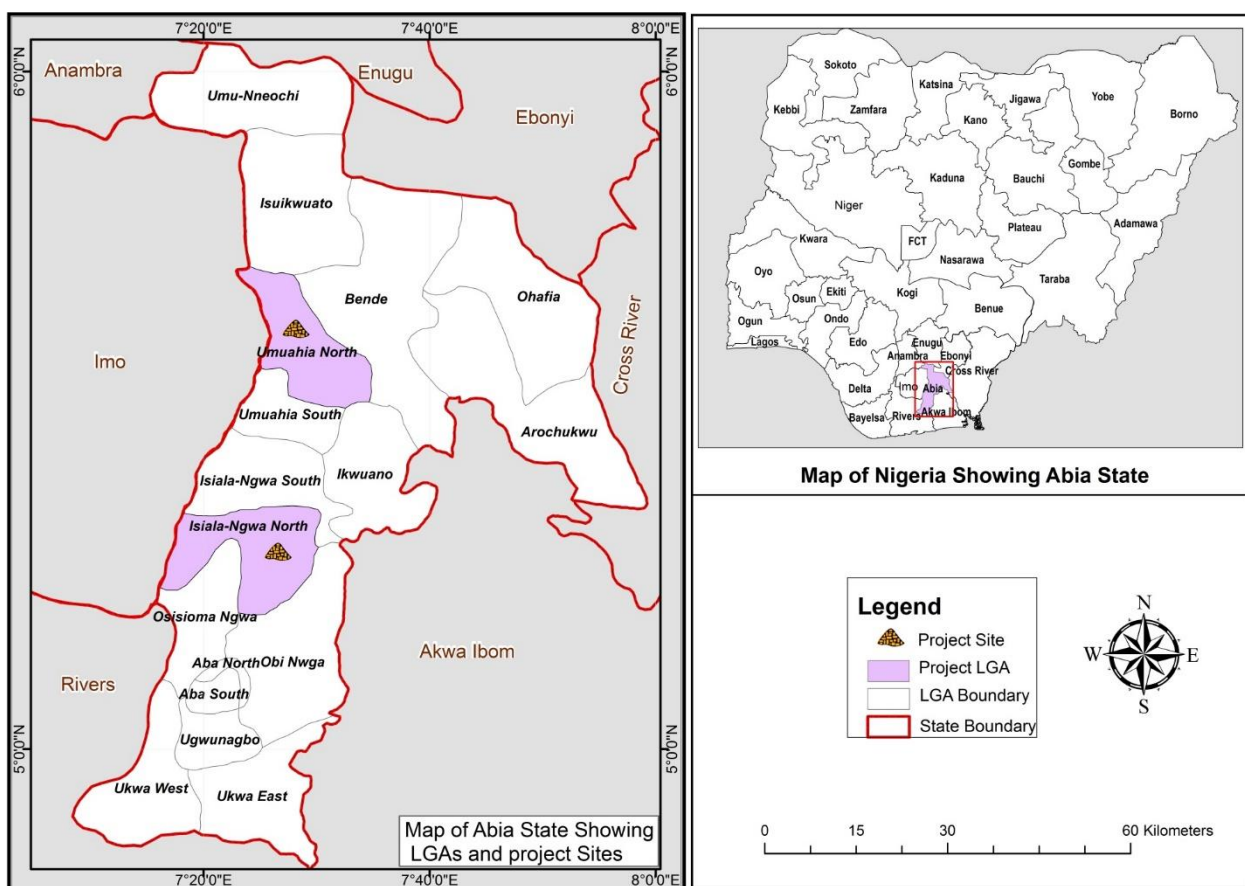 7°20'0"E
7°40'0"E
8°0'0"E
6°0'0"N
6°0'0"N
Anambra
Enugu
Umu-Nneochi
Ebonyi
Isuikwuato
Bende
Ohafia
Cross River
Imo
Umuahia North
Umuahia South
Arochukwu
Ikwuano
Isiala-Ngwa South
Isiala-Ngwa North
Osisioma Ngwa
Akwa Ibom
Aba North
Obi Nwga
Rivers
Aba South
Ugwunagbo
5°0'0"N
5°0'0"N
Ukwa West
Ukwa East
Map of Abia State Showing
LGAs and project Sites
7°20'0"E
7°40'0"E
8°0'0"E
Sokoto
Katsina
Jigawa
Yobe
Borno
Kebbi
Zamfara
Kano
Gombe
Kaduna
Bauchi
Niger
Adamawa
Plateau
Kwara
FCT
Nasarawa
Taraba
Oyo
Ekiti
Kogi
Osun
Benue
Ogun
Ondo
Lagos
Edo
Enugu
Anambra
Ebonyi
Cross River
Delta
Imo
Abia
Bayelsa
Rivers
Akwa Ibom
Map of Nigeria Showing Abia State
Legend
Project Site
Project LGA
LGA Boundary
State Boundary
N
W
E
S
0
15
30
60 Kilometers